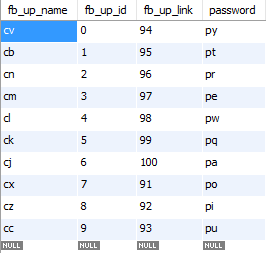 fb_up_name fb_up_id fb_up_link password
cv 0 94 py
cb 1 95 pt
cn 2 96 pr
cm 3 97 pe
cl 4 98 pw
ck 5 99 pq
cj 6 100 pa
cx 7 91 po
cz 8 92 pi
cc 9 93 pu
NULL NULL NULL NULL